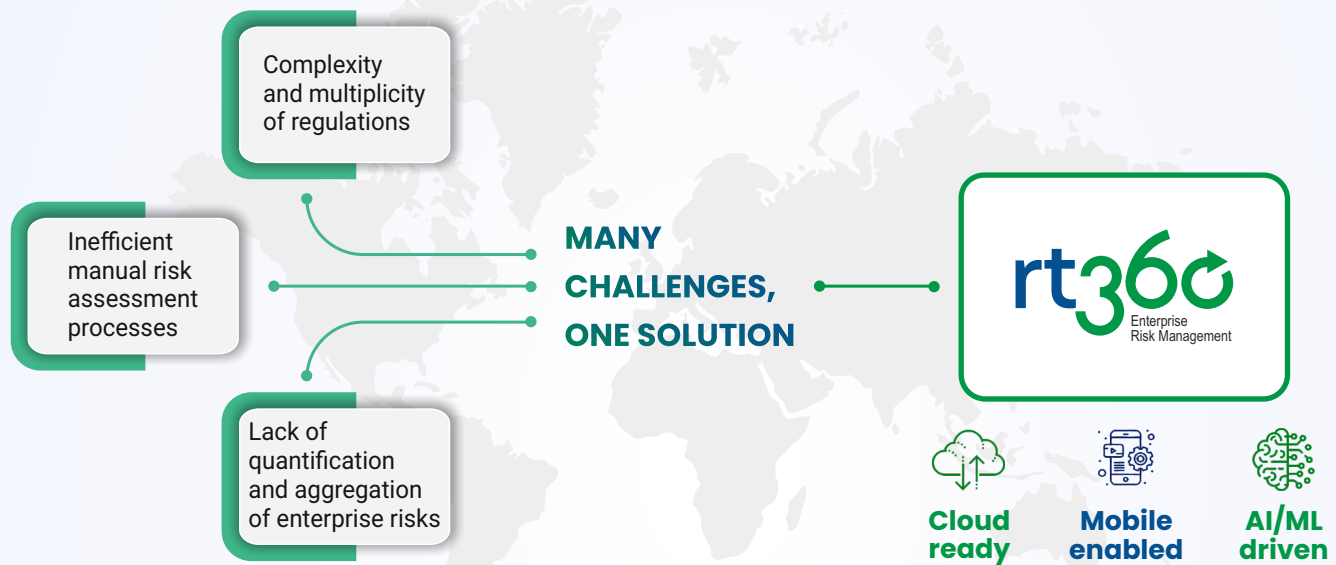 Complexity
and multiplicity
of regulations
Inefficient
manual risk
assessment
processes
Lack of
quantification
and aggregation
of enterprise risks
MANY
CHALLENGES,
ONE SOLUTION
rt360
Enterprise
Risk Management
Cloud
ready
Mobile
enabled
AI/ML
driven